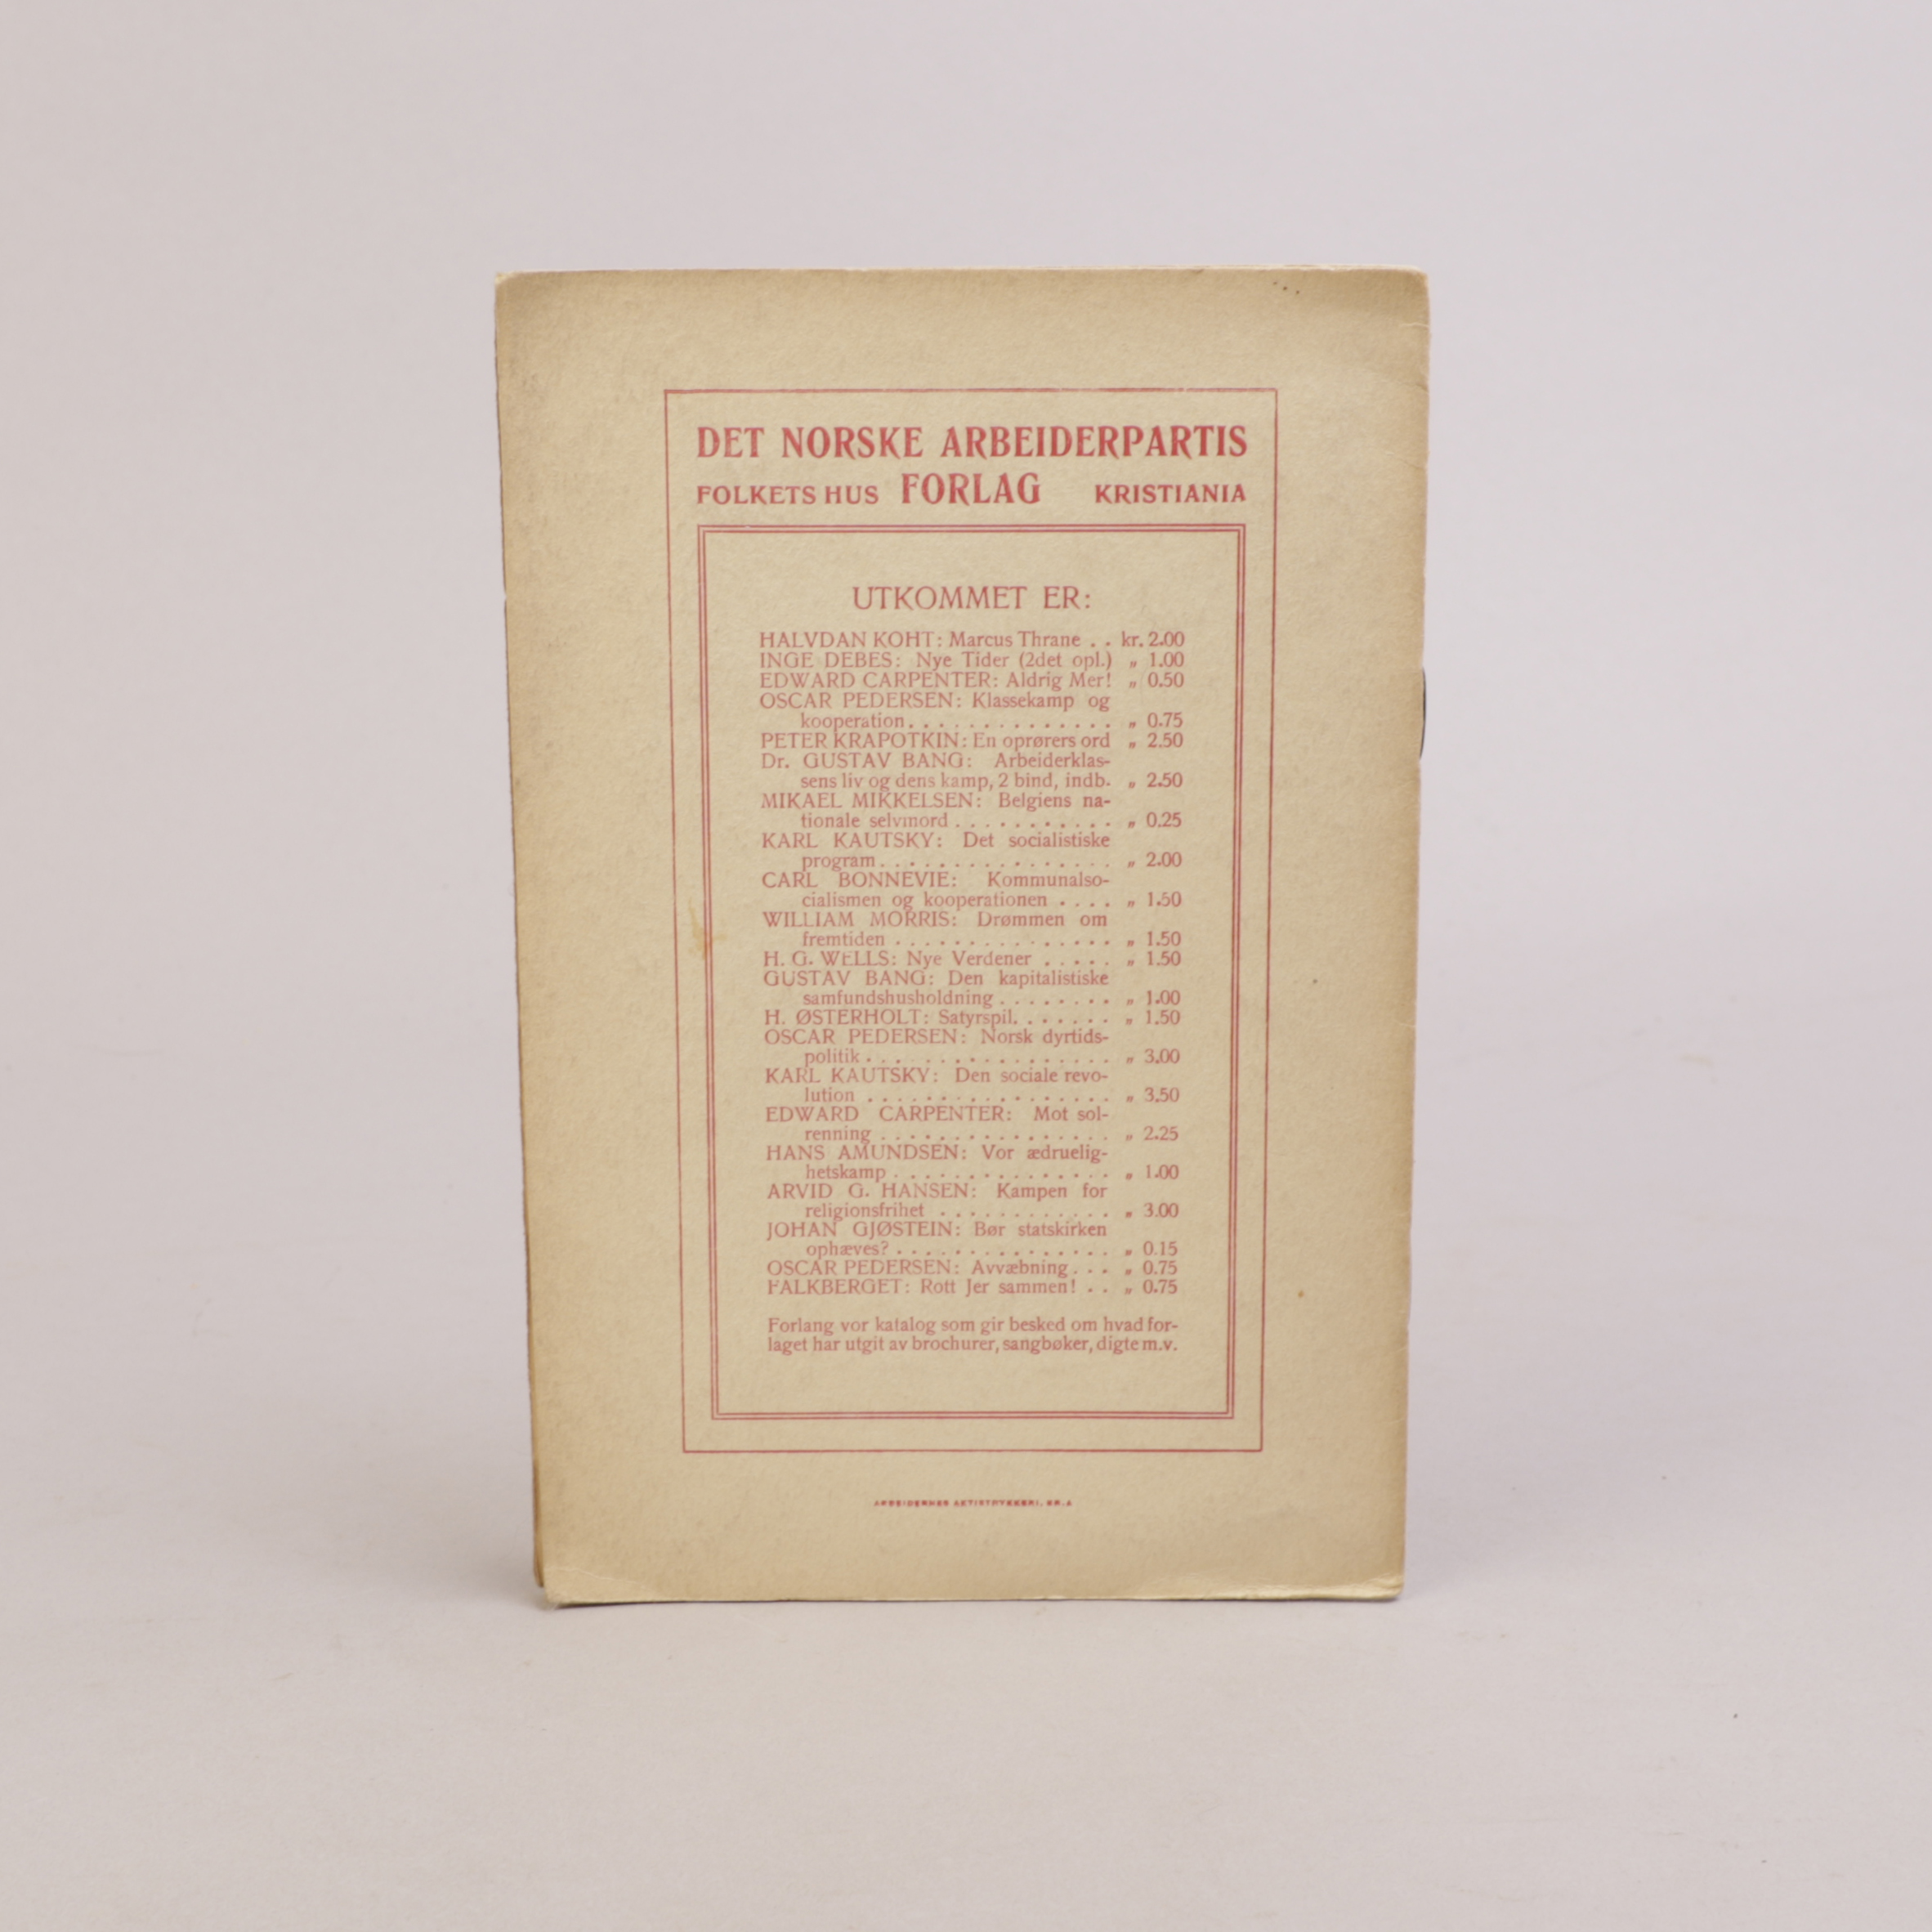 DET NORSKE ARBEIDERPARTIS
FOLKETS HUS FORLAG KRISTIANIA
UTKOMMET ER:
HALVDAN KOHT: Marcus Thrane . . kr. 2.00
INGE DEBES: Nye Tider (2det opl.) „ 1.00
EDWARD CARPENTER: Aldrig Mer! „ 0.50
OSCAR PEDERSEN: Klassekamp og
kooperation . . . . . . . . . . . . . . „ 0.75
PETER KRAPOTKIN: En oprørers ord „ 2.50
Dr. GUSTAV BANG: Arbeiderklas-
sens liv og dens kamp, 2 bind, indb. „ 2.50
MIKAEL MIKKELSEN: Belgiens na-
tionale selvmord . . . . . . . . . . . „ 0.25
KARL KAUTSKY: Det socialistiske
program . . . . . . . . . . . . . . . . „ 2.00
CARL BONNEVIE: Kommunalso-
cialismen og kooperationen . . . . „ 1.50
WILLIAM MORRIS: Drømmen om
fremtiden . . . . . . . . . . . . . . . „ 1.50
H. G. WELLS: Nye Verdener . . . . . „ 1.50
GUSTAV BANG: Den kapitalistiske
samfundshusholdning . . . . . . . . „ 1.00
H. ØSTERHOLT: Satyrspil. . . . . . . „ 1.50
OSCAR PEDERSEN: Norsk dyrtids-
politik . . . . . . . . . . . . . . . . . „ 3.00
KARL KAUTSKY: Den sociale revo-
lution . . . . . . . . . . . . . . . . . „ 3.50
EDWARD CARPENTER: Mot sol-
renning . . . . . . . . . . . . . . . . „ 2.25
HANS AMUNDSEN: Vor ædruelig-
hetskamp . . . . . . . . . . . . . . . „ 1.00
ARVID G. HANSEN: Kampen for
religionsfrihet . . . . . . . . . . . . „ 3.00
JOHAN GJØSTEIN: Bør statskirken
ophæves? . . . . . . . . . . . . . . . „ 0.15
OSCAR PEDERSEN: Avvæbning . . . „ 0.75
FALKBERGET: Rott Jer sammen! . . „ 0.75
Forlang vor katalog som gir besked om hvad for-
laget har utgit av brochurer, sangbøker, digte m.v.
ARBEIDERNES AKTIETRYKKERI, KR.A